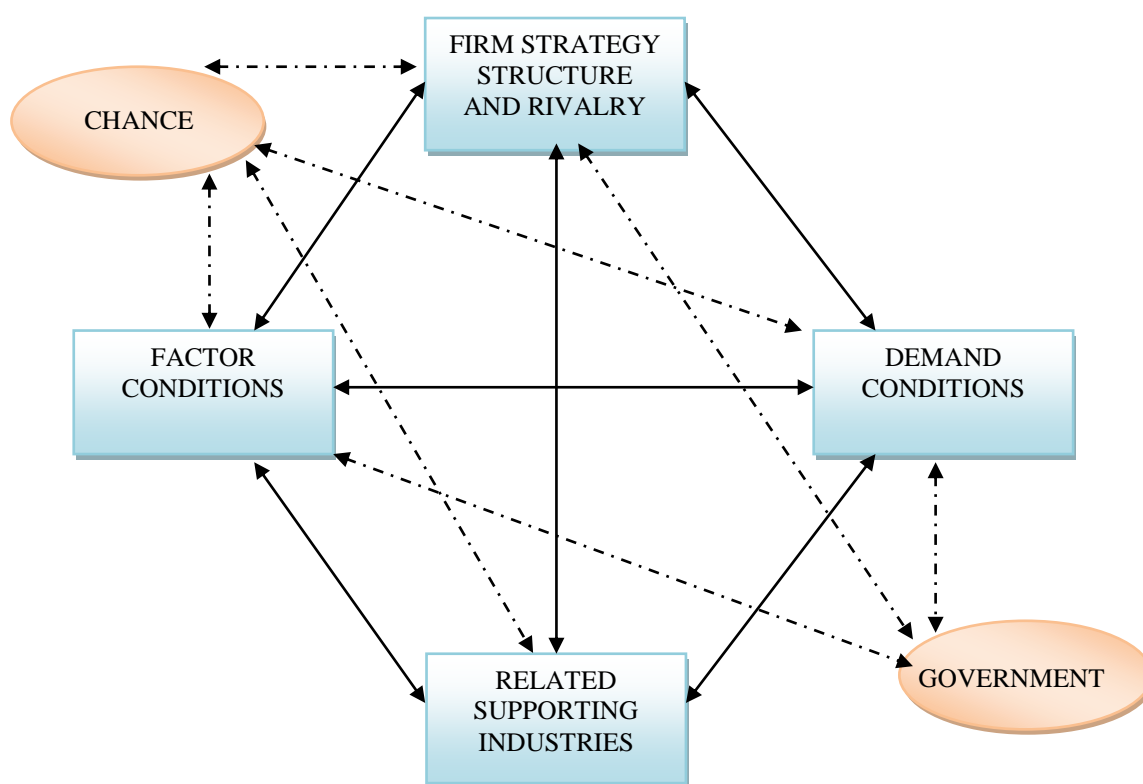 FIRM STRATEGY
STRUCTURE
AND RIVALRY
CHANCE
FACTOR
CONDITIONS
DEMAND
CONDITIONS
RELATED
SUPPORTING
INDUSTRIES
GOVERNMENT